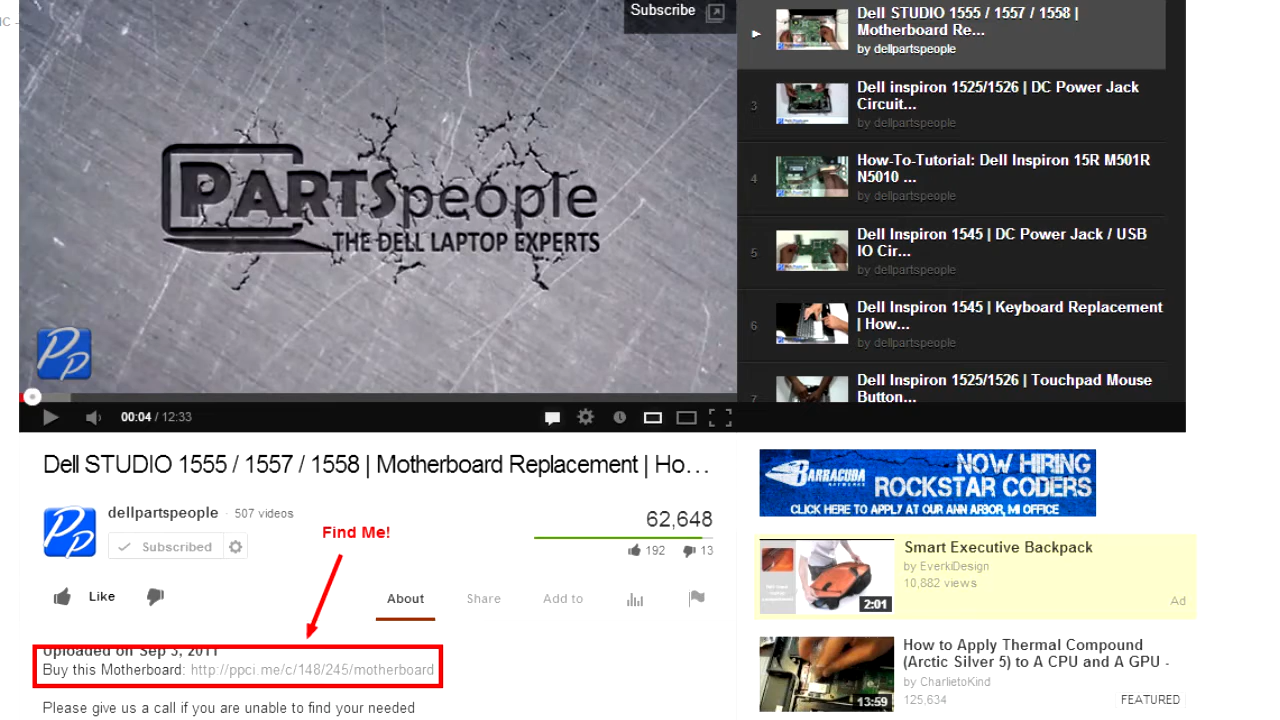 IC -
Subscribe
PARTSpeople
THE DELL LAPTOP EXPERTS
PP
00:04 / 12:33
Dell STUDIO 1555 / 1557 / 1558 |
Motherboard Re...
by dellpartspeople
3
Dell inspiron 1525/1526 | DC Power Jack
Circuit...
by dellpartspeople
4
How-To-Tutorial: Dell Inspiron 15R M501R
N5010 ...
by dellpartspeople
5
Dell Inspiron 1545 | DC Power Jack / USB
IO Cir...
by dellpartspeople
6
Dell Inspiron 1545 | Keyboard Replacement
| How...
by dellpartspeople
7
Dell Inspiron 1525/1526 | Touchpad Mouse
Button...
Dell STUDIO 1555 / 1557 / 1558 | Motherboard Replacement | Ho...
PP
dellpartspeople · 507 videos
Subscribed
Find Me!
62,648
192
13
Like
About
Share
Add to
Uploaded on Sep 3, 2011
Buy this Motherboard: http://ppci.me/c/148/245/motherboard
Please give us a call if you are unable to find your needed
BARRACUDA
NETWORKS
NOW HIRING
ROCKSTAR CODERS
CLICK HERE TO APPLY AT OUR ANN ARBOR, MI OFFICE
Smart Executive Backpack
by EverkiDesign
10,882 views
2:01
Ad
How to Apply Thermal Compound
(Arctic Silver 5) to A CPU and A GPU -
by CharlietoKind
125,634
13:59
FEATURED